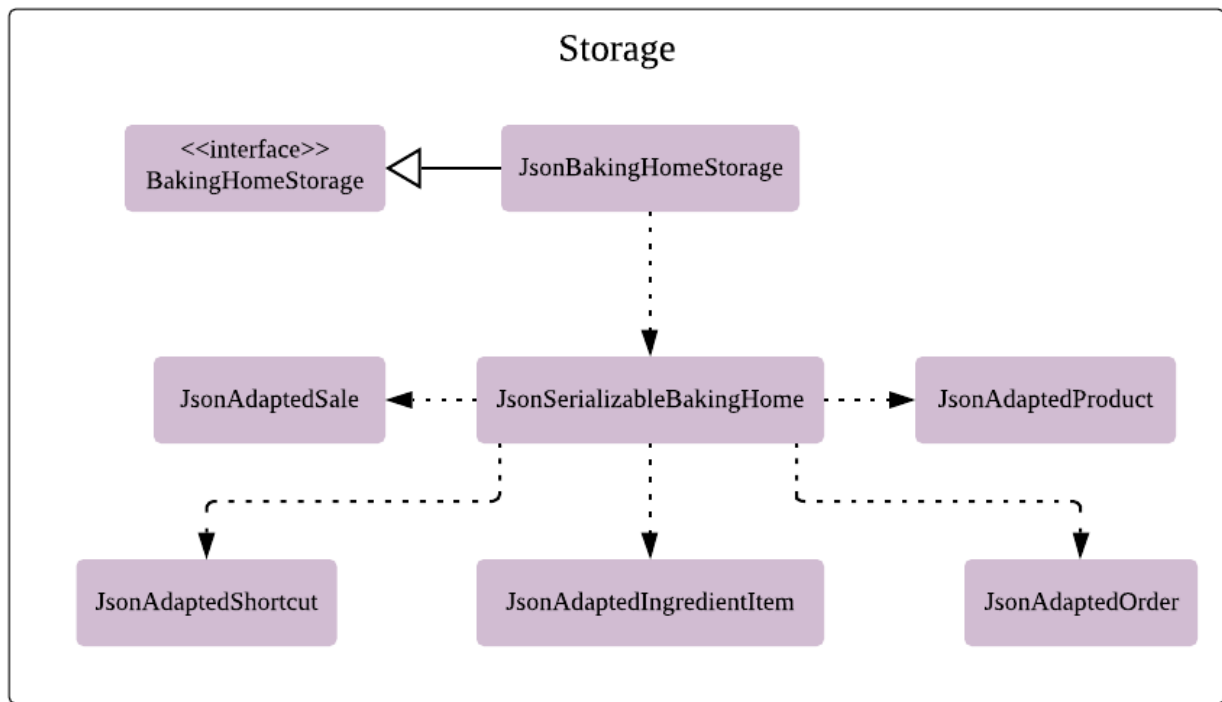 Storage
<<interface>>
BakingHomeStorage
JsonBakingHomeStorage
JsonAdaptedSale
JsonSerializableBakingHome
JsonAdaptedProduct
JsonAdaptedShortcut
JsonAdaptedIngredientItem
JsonAdaptedOrder